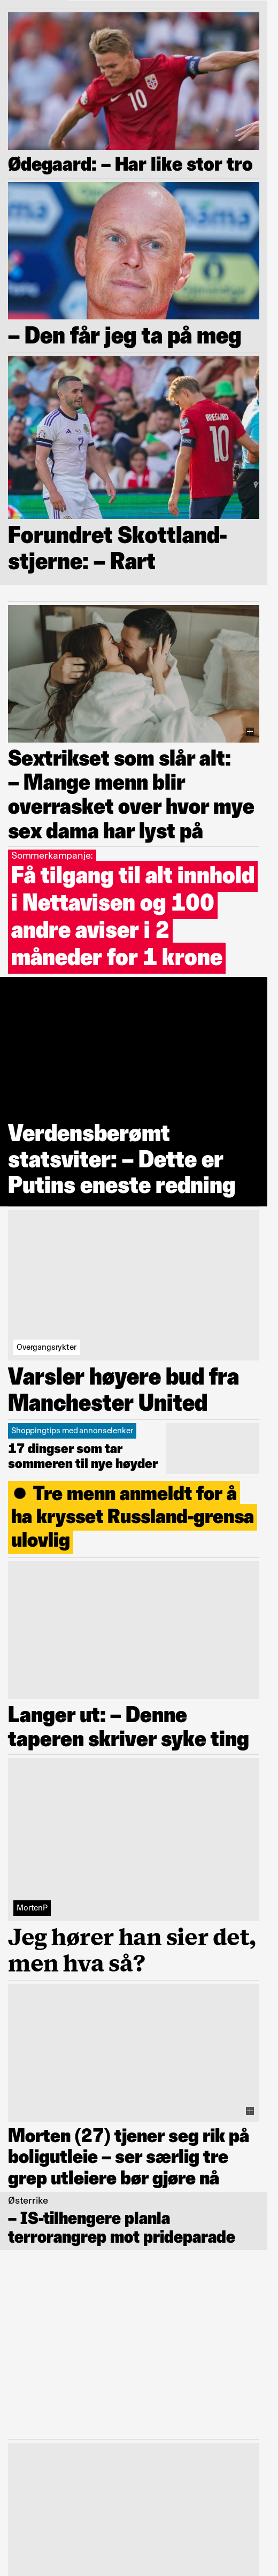 Ødegaard: – Har like stor tro
– Den får jeg ta på meg
Forundret Skottland-
stjerne: – Rart
Sextrikset som slår alt:
– Mange menn blir
overrasket over hvor mye
sex dama har lyst på
Sommerkampanje:
Få tilgang til alt innhold
i Nettavisen og 100
andre aviser i 2
måneder for 1 krone
Verdensberømt
statsviter: – Dette er
Putins eneste redning
Overgangsrykter
Varsler høyere bud fra
Manchester United
Shoppingtips med annonselenker
17 dingser som tar
sommeren til nye høyder
Tre menn anmeldt for å
ha krysset Russland-grensa
ulovlig
Langer ut: – Denne
taperen skriver syke ting
MortenP
Jeg hører han sier det,
men hva så?
Morten (27) tjener seg rik på
boligutleie – ser særlig tre
grep utleiere bør gjøre nå
Østerrike
– IS-tilhengere planla
terrorangrep mot prideparade